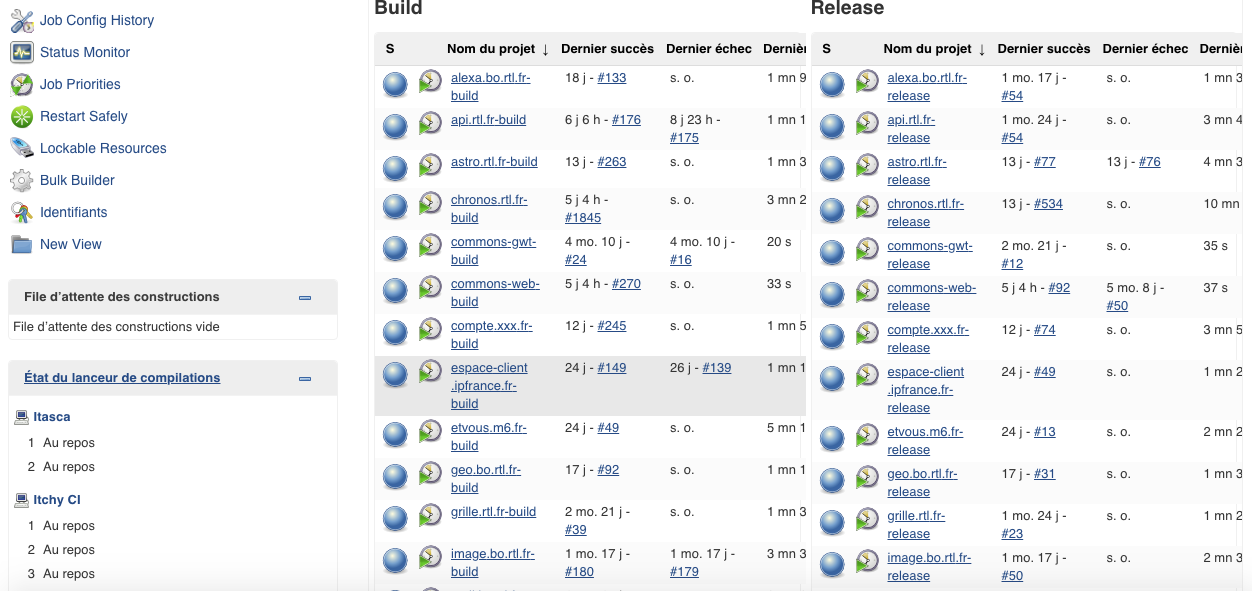 Job Config History
Status Monitor
Job Priorities
Restart Safely
Lockable Resources
Bulk Builder
Identifiants
New View
File d'attente des constructions
File d'attente des constructions vide
État du lanceur de compilations
Itasca
1 Au repos
2 Au repos
Itchy CI
1 Au repos
2 Au repos
3 Au repos
Build
S Nom du projet ↓ Dernier succès Dernier échec Dernièr
alexa.bo.rtl.fr- 18 j - #133 s. o. 1 mn 9
build
api.rtl.fr-build 6 j 6 h - #176 8 j 23 h - 1 mn 1
#175
astro.rtl.fr-build 13 j - #263 s. o. 1 mn 3
chronos.rtl.fr- 5 j 4 h - s. o. 3 mn 2
build #1845
commons-gwt- 4 mo. 10 j - 4 mo. 10 j - 20 s
build #24 #16
commons-web- 5 j 4 h - #270 s. o. 33 s
build
compte.xxx.fr- 12 j - #245 s. o. 1 mn 5
build
espace-client 24 j - #149 26 j - #139 1 mn 1
.ipfrance.fr-
build
etvous.m6.fr- 24 j - #49 s. o. 5 mn 1
build
geo.bo.rtl.fr- 17 j - #92 s. o. 1 mn 1
build
grille.rtl.fr-build 2 mo. 21 j - s. o. 1 mn 3
#39
image.bo.rtl.fr- 1 mo. 17 j - 1 mo. 17 j - 3 mn 3
build #180 #179
Release
S Nom du projet ↓ Dernier succès Dernier échec Dernièr
alexa.bo.rtl.fr- 1 mo. 17 j - s. o. 1 mn 3
release #54
api.rtl.fr- 1 mo. 24 j - s. o. 3 mn 4
release #54
astro.rtl.fr- 13 j - #77 13 j - #76 4 mn 3
release
chronos.rtl.fr- 13 j - #534 s. o. 10 mn
release
commons-gwt- 2 mo. 21 j - s. o. 35 s
release #12
commons-web- 5 j 4 h - #92 5 mo. 8 j - 37 s
release #50
compte.xxx.fr- 12 j - #74 s. o. 3 mn 5
release
espace-client 24 j - #49 s. o. 1 mn 2
.ipfrance.fr-
release
etvous.m6.fr- 24 j - #13 s. o. 2 mn 2
release
geo.bo.rtl.fr- 17 j - #31 s. o. 1 mn 3
release
grille.rtl.fr- 1 mo. 24 j - s. o. 1 mn 2
release #23
image.bo.rtl.fr- 1 mo. 17 j - s. o. 2 mn 3
release #50